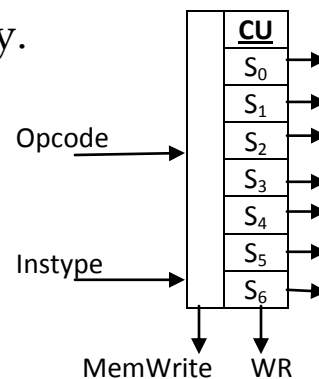 y.
CU
S₀
S₁
Opcode
S₂
S₃
S₄
Instype
S₅
S₆
MemWrite WR